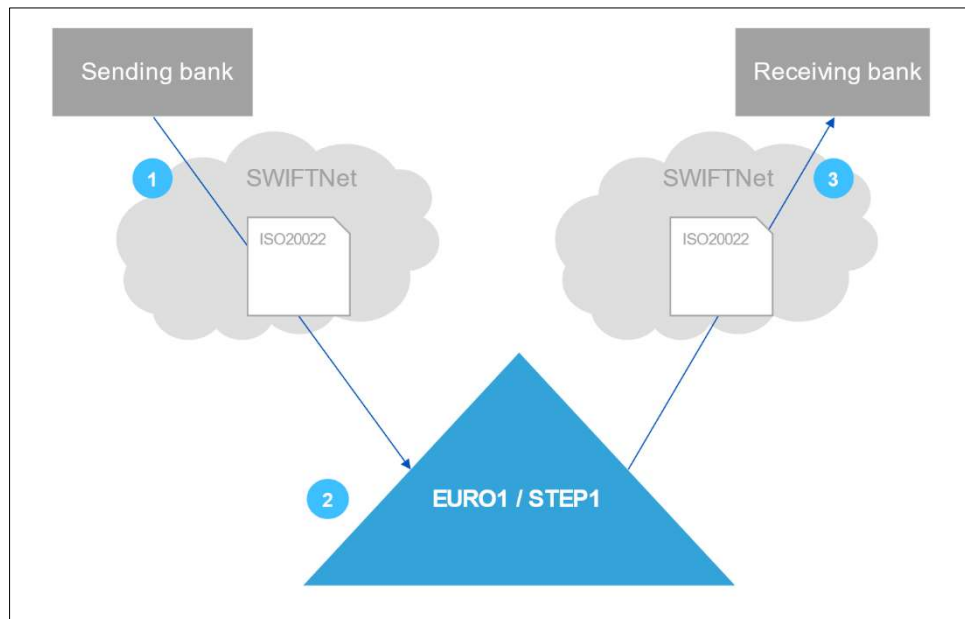 Sending bank
Receiving bank
1
SWIFTNet
SWIFTNet
3
ISO20022
ISO20022
2
EURO1 / STEP1